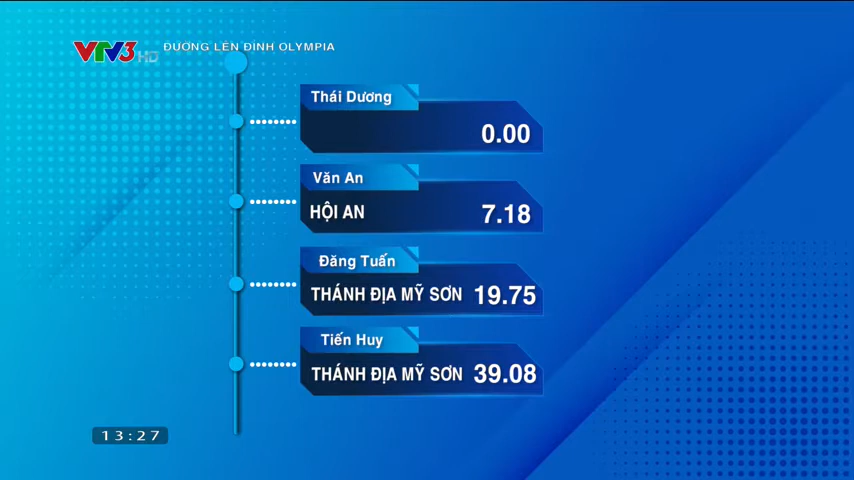 VTV3 HD ĐƯỜNG LÊN ĐỈNH OLYMPIA
Thái Dương
0.00
Văn An
HỘI AN 7.18
Đăng Tuấn
THÁNH ĐỊA MỸ SƠN 19.75
Tiến Huy
THÁNH ĐỊA MỸ SƠN 39.08
13:27